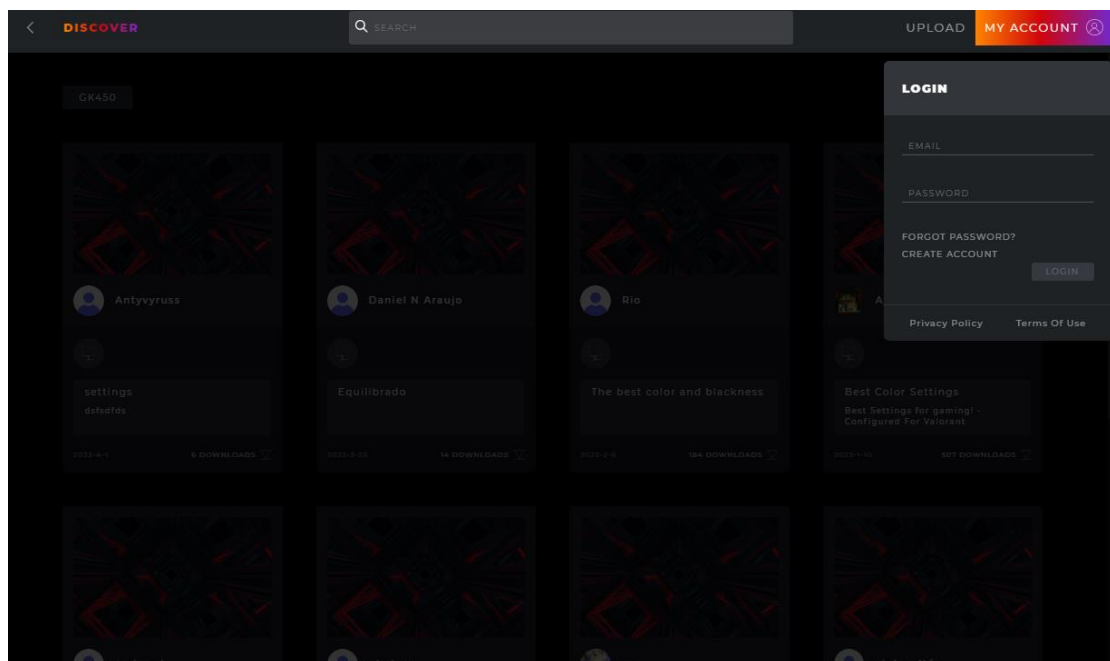 DISCOVER
SEARCH
UPLOAD
MY ACCOUNT
GK450
LOGIN
EMAIL
PASSWORD
FORGOT PASSWORD?
CREATE ACCOUNT
LOGIN
Privacy Policy
Terms Of Use
Antyvyruss
Daniel N Araujo
Rio
settings
dsfsdfds
Equilibrado
The best color and blackness
Best Color Settings
Best Settings for gaming! -
Configured For Valorant
6 DOWNLOADS
14 DOWNLOADS
184 DOWNLOADS
507 DOWNLOADS